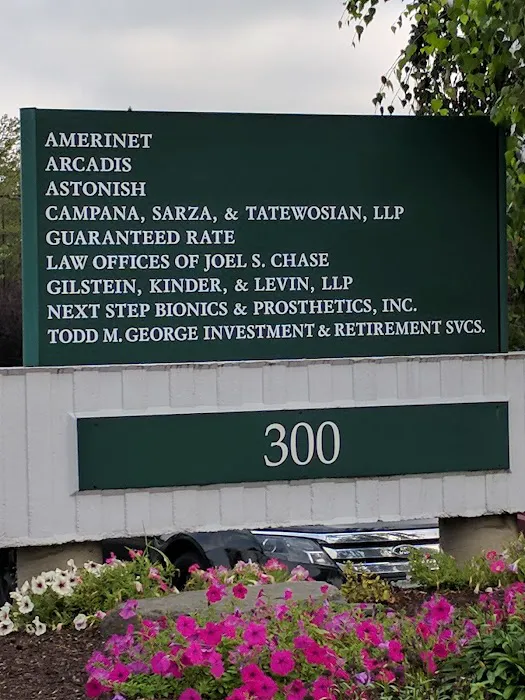 AMERINET
ARCADIS
ASTONISH
CAMPANA, SARZA, & TATEWOSIAN, LLP
GUARANTEED RATE
LAW OFFICES OF JOEL S. CHASE
GILSTEIN, KINDER, & LEVIN, LLP
NEXT STEP BIONICS & PROSTHETICS, INC.
TODD M. GEORGE INVESTMENT & RETIREMENT SVCS.
300